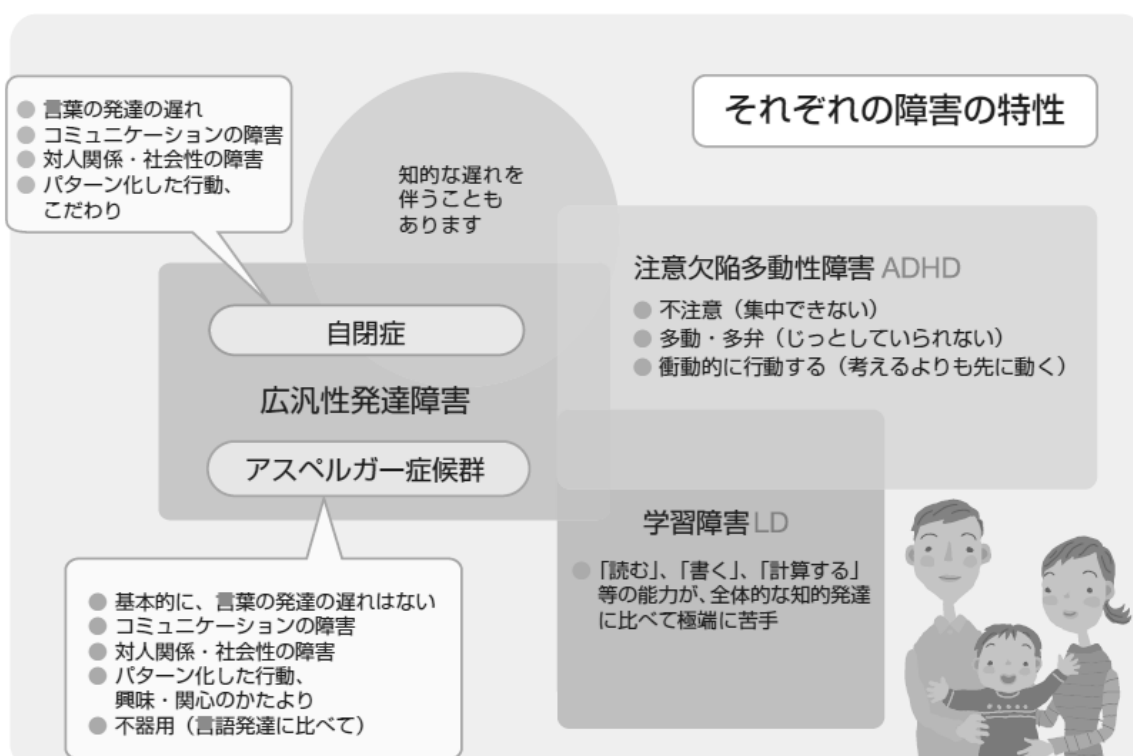 それぞれの障害の特性
● 言葉の発達の遅れ
● コミュニケーションの障害
● 対人関係・社会性の障害
● パターン化した行動、
こだわり
知的な遅れを
伴うことも
あります
自閉症
広汎性発達障害
アスペルガー症候群
● 基本的に、言葉の発達の遅れはない
● コミュニケーションの障害
● 対人関係・社会性の障害
● パターン化した行動、
興味・関心のかたより
● 不器用（言語発達に比べて）
注意欠陥多動性障害 ADHD
● 不注意（集中できない）
● 多動・多弁（じっとしていられない）
● 衝動的に行動する（考えるよりも先に動く）
学習障害 LD
● 「読む」、「書く」、「計算する」
等の能力が、全体的な知的発達
に比べて極端に苦手